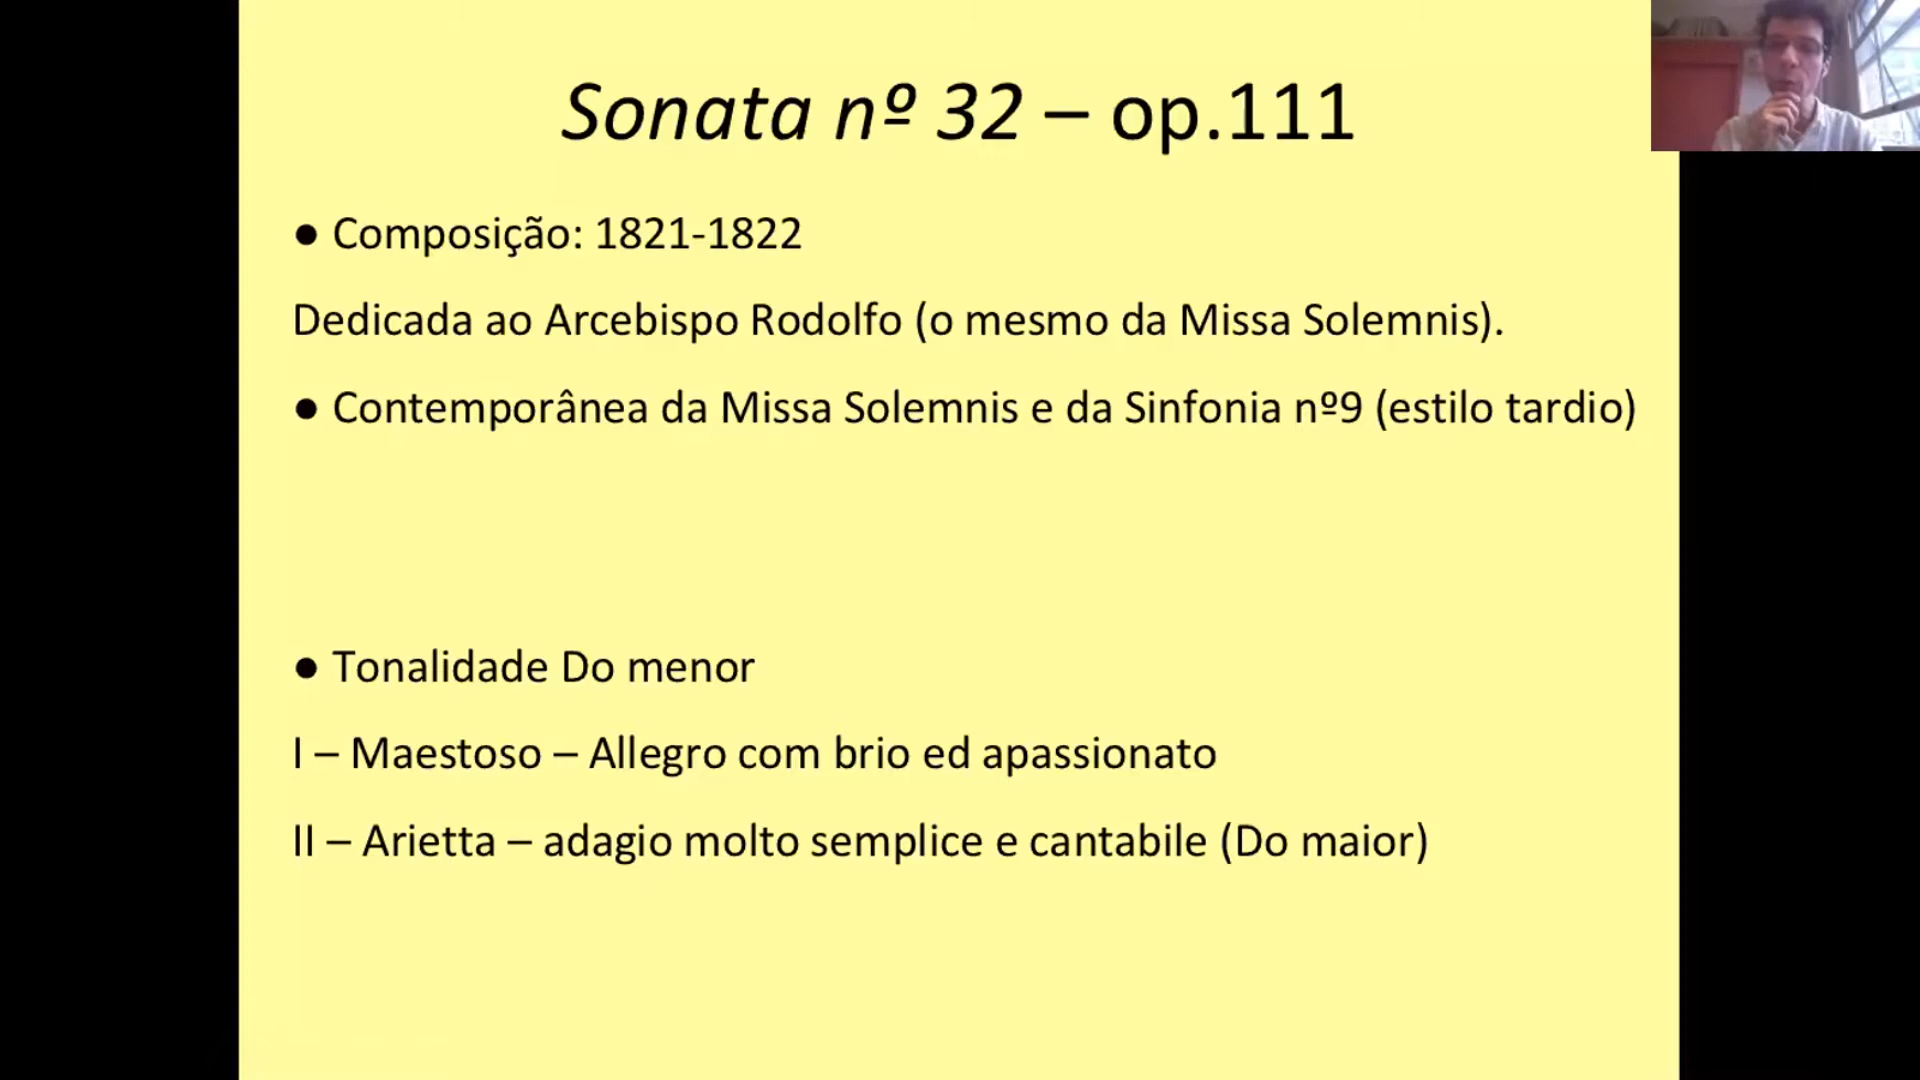 Sonata nº 32 – op.111
● Composição: 1821-1822
Dedicada ao Arcebispo Rodolfo (o mesmo da Missa Solemnis).
● Contemporânea da Missa Solemnis e da Sinfonia nº9 (estilo tardio)
● Tonalidade Do menor
I – Maestoso – Allegro com brio ed apassionato
II – Arietta – adagio molto semplice e cantabile (Do maior)